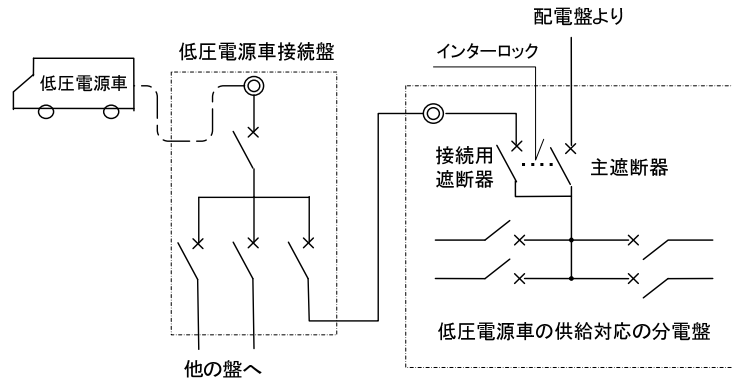 配電盤より
低圧電源車接続盤
インターロック
低圧電源車
接続用
遮断器
主遮断器
低圧電源車の供給対応の分電盤
他の盤へ